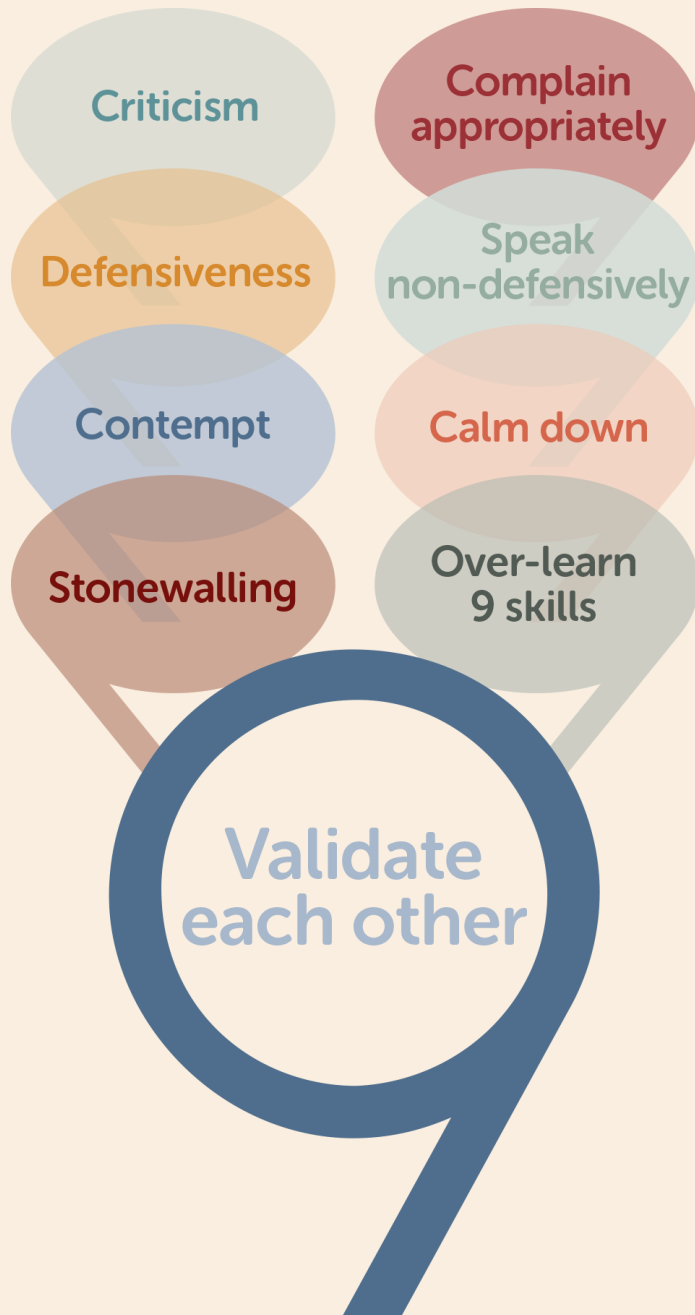 Criticism
Defensiveness
Contempt
Stonewalling
Complain
appropriately
Speak
non-defensively
Calm down
Over-learn
9 skills
Validate
each other